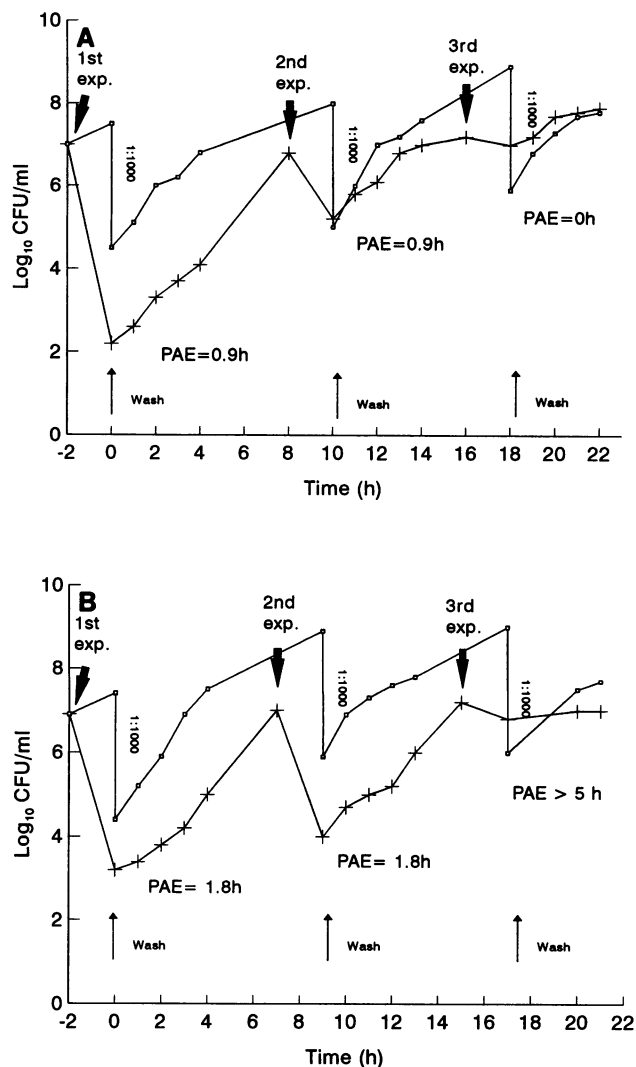 A
1st
exp.
2nd
exp.
3rd
exp.
1:1000
1:1000
1:1000
PAE=0.9h
PAE=0.9h
PAE=0h
Wash
Wash
Wash
Log10 CFU/ml
10
8
6
4
2
0
-2 0 2 4 6 8 10 12 14 16 18 20 22
Time (h)
B
1st
exp.
2nd
exp.
3rd
exp.
1:1000
1:1000
1:1000
PAE= 1.8h
PAE= 1.8h
PAE > 5 h
Wash
Wash
Wash
Log10 CFU/ml
10
8
6
4
2
0
-2 0 2 4 6 8 10 12 14 16 18 20 22
Time (h)